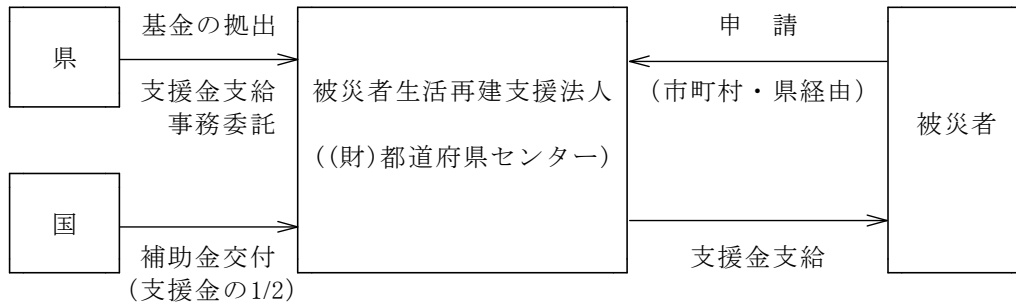 県
基金の拠出
支援金支給
事務委託
国
補助金交付
(支援金の1/2)
被災者生活再建支援法人
((財)都道府県センター)
申　請
(市町村・県経由)
支援金支給
被災者